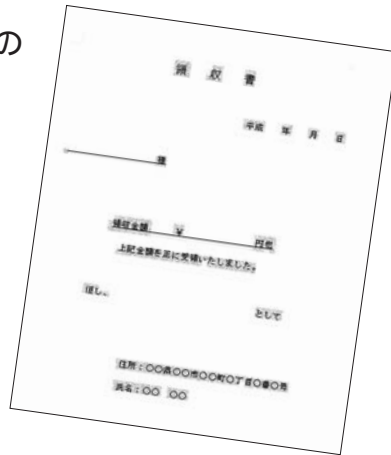 の
領 収 書
平成 年 月 日
様
領収金額 ¥ 円也
上記金額を正に受領いたしました。
但し、 として
住所：〇〇県〇〇市〇〇町〇丁目〇番〇号
氏名：〇〇 〇〇